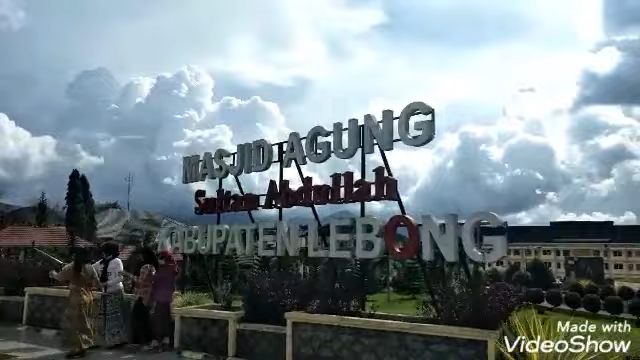 MASJID AGUNG
Sultan Abdullah
KABUPATEN LEBONG
Made with
VideoShow